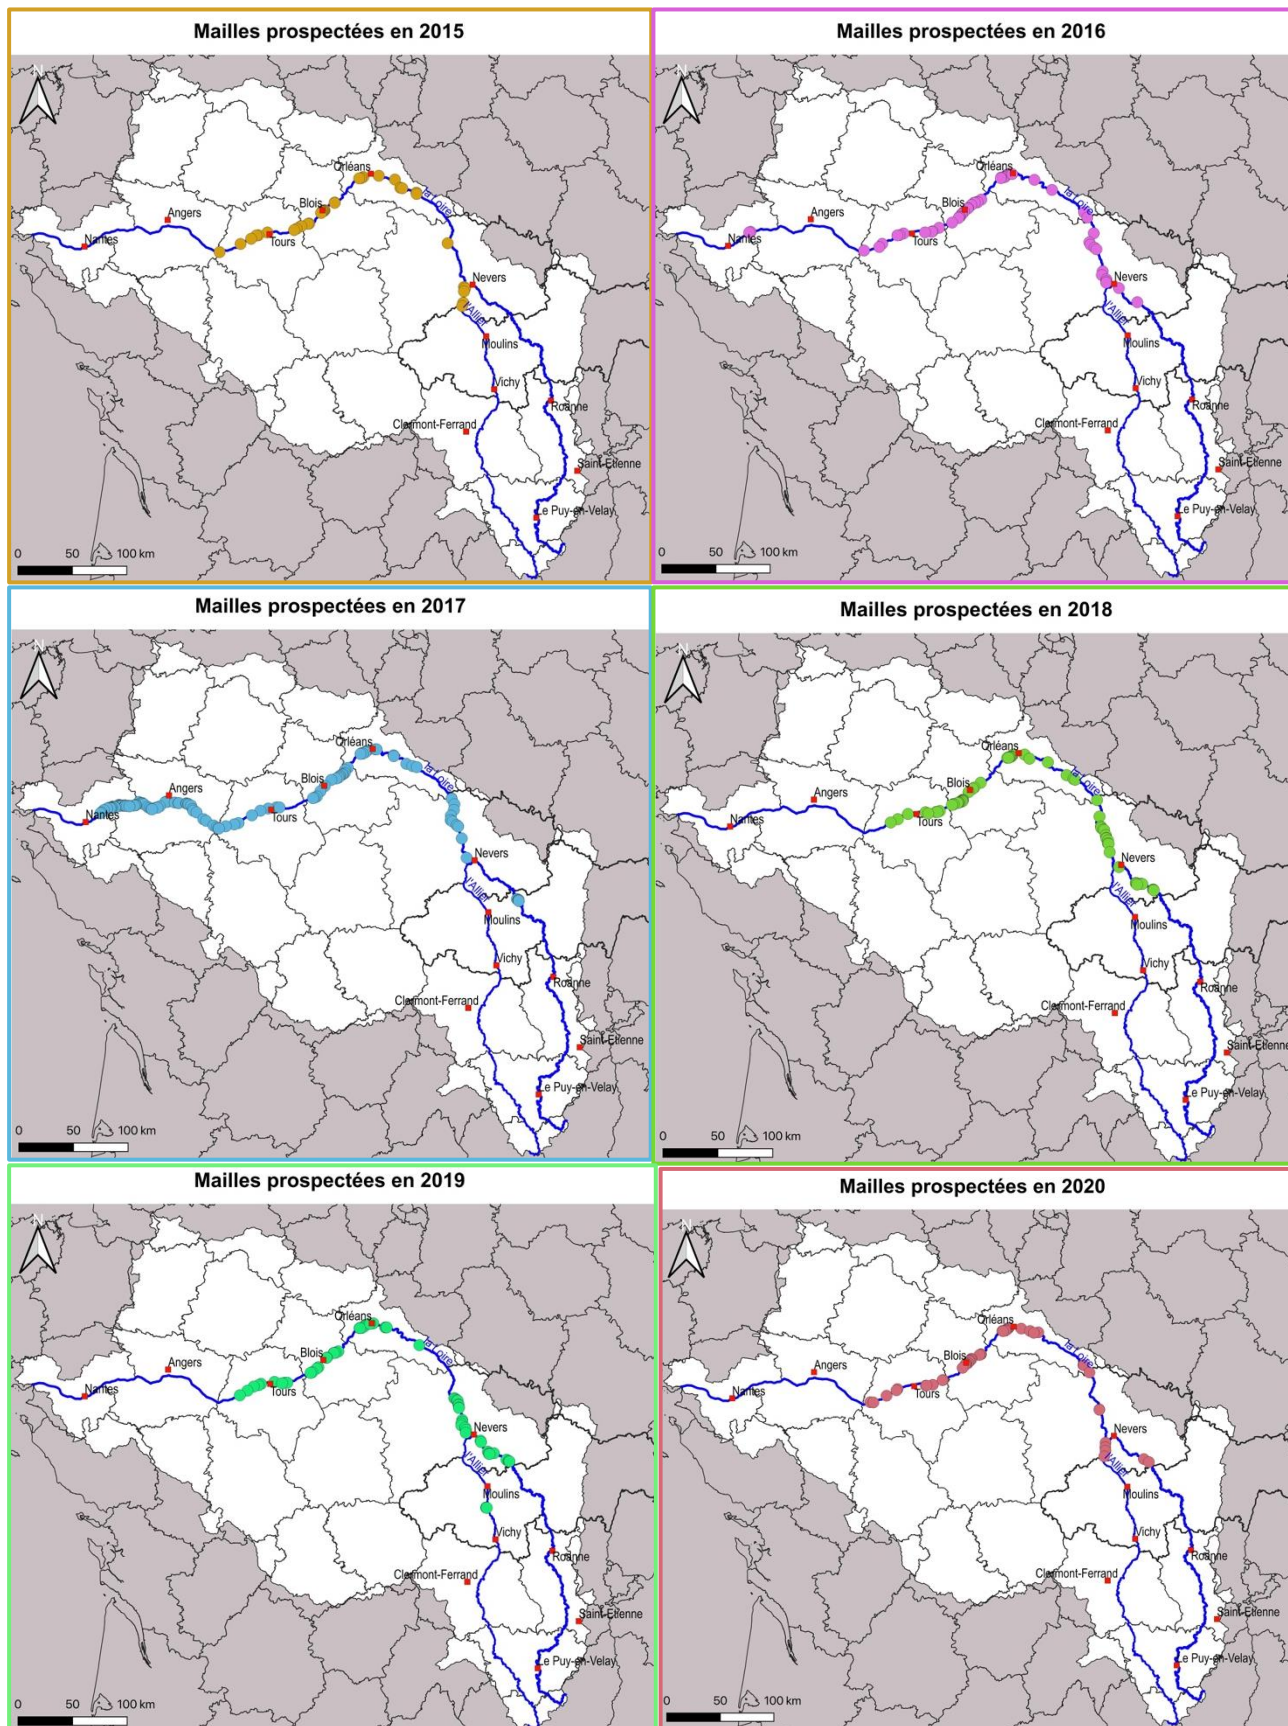 Mailles prospectées en 2015
N
Orléans
la Loire
Blois
Angers
Nantes
Tours
Nevers
l'Allier
Moulins
Vichy
Roanne
Clermont-Ferrand
Saint-Etienne
Le Puy-en-Velay
0 50 100 km
Mailles prospectées en 2016
N
Orléans
la Loire
Blois
Angers
Nantes
Tours
Nevers
l'Allier
Moulins
Vichy
Roanne
Clermont-Ferrand
Saint-Etienne
Le Puy-en-Velay
0 50 100 km
Mailles prospectées en 2017
N
Orléans
la Loire
Blois
Angers
Nantes
Tours
Nevers
l'Allier
Moulins
Vichy
Roanne
Clermont-Ferrand
Saint-Etienne
Le Puy-en-Velay
0 50 100 km
Mailles prospectées en 2018
N
Orléans
la Loire
Blois
Angers
Nantes
Tours
Nevers
l'Allier
Moulins
Vichy
Roanne
Clermont-Ferrand
Saint-Etienne
Le Puy-en-Velay
0 50 100 km
Mailles prospectées en 2019
N
Orléans
la Loire
Blois
Angers
Nantes
Tours
Nevers
l'Allier
Moulins
Vichy
Roanne
Clermont-Ferrand
Saint-Etienne
Le Puy-en-Velay
0 50 100 km
Mailles prospectées en 2020
N
Orléans
la Loire
Blois
Angers
Nantes
Tours
Nevers
l'Allier
Moulins
Vichy
Roanne
Clermont-Ferrand
Saint-Etienne
Le Puy-en-Velay
0 50 100 km